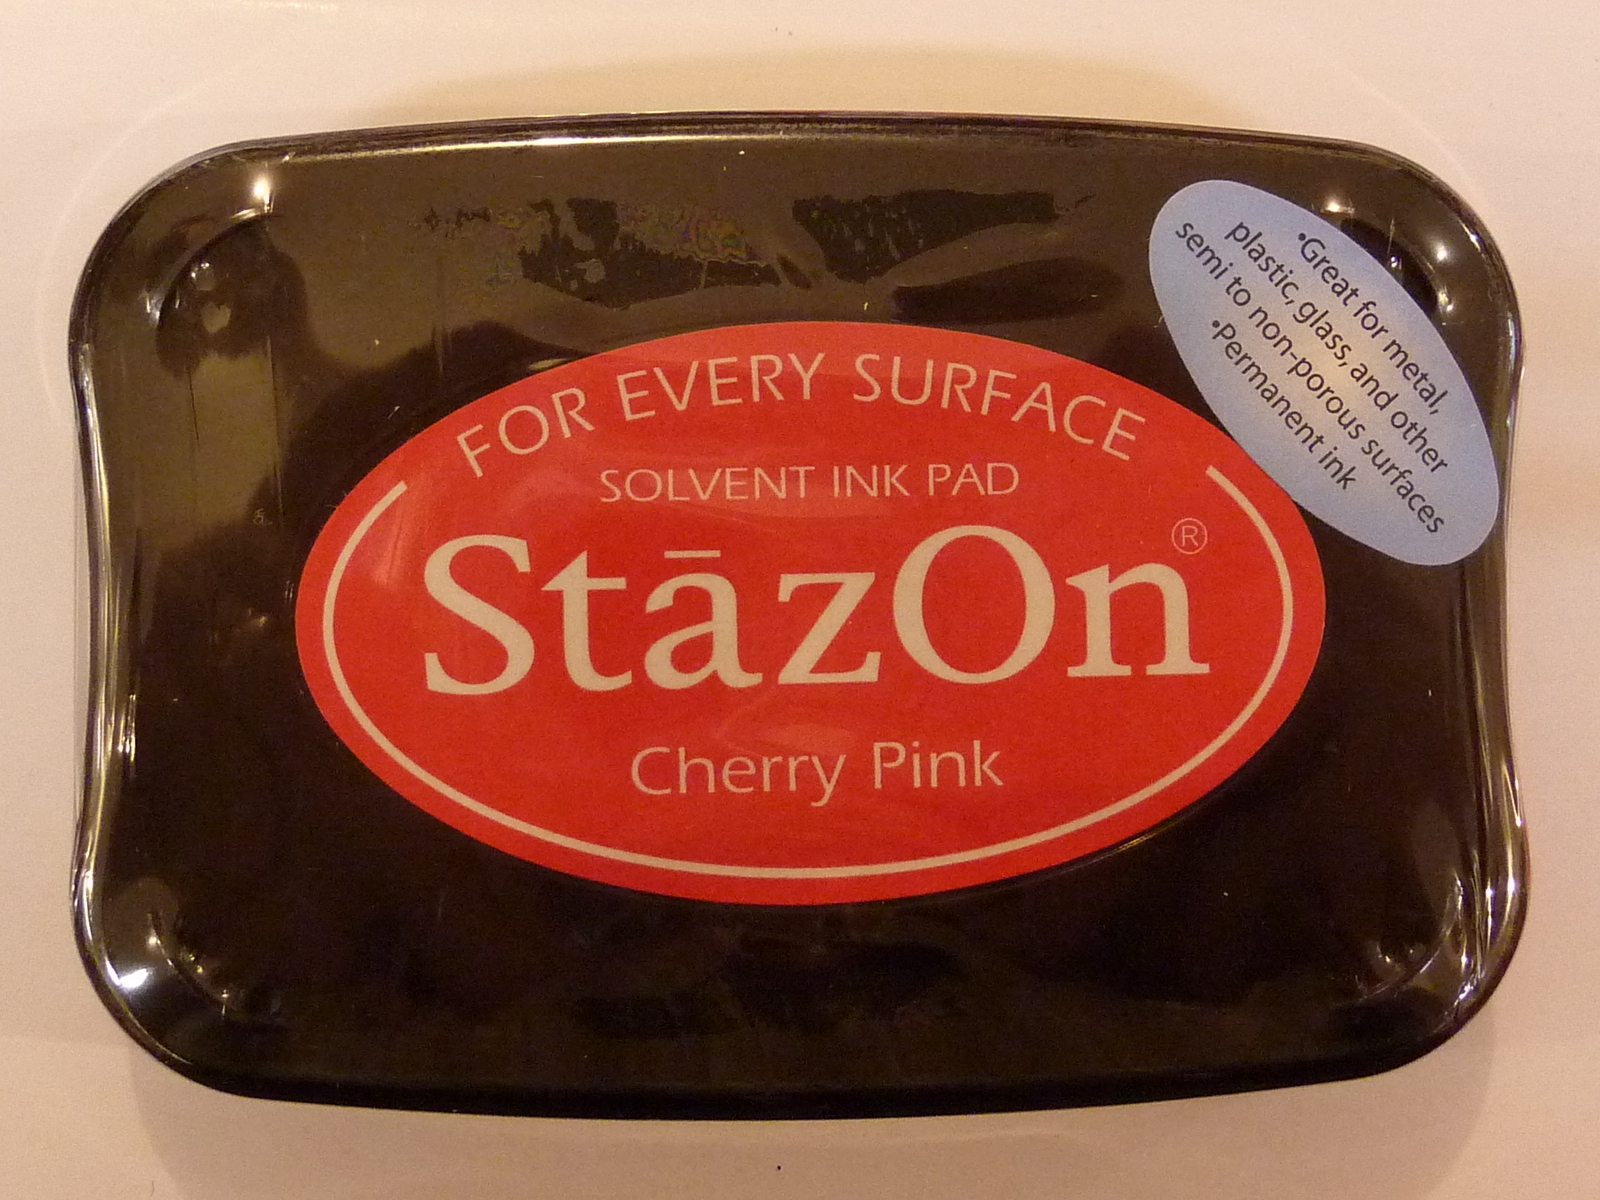 FOR EVERY SURFACE
SOLVENT INK PAD
StāzOn®
Cherry Pink
•Great for metal,
plastic, glass, and other
semi to non-porous surfaces
•Permanent ink